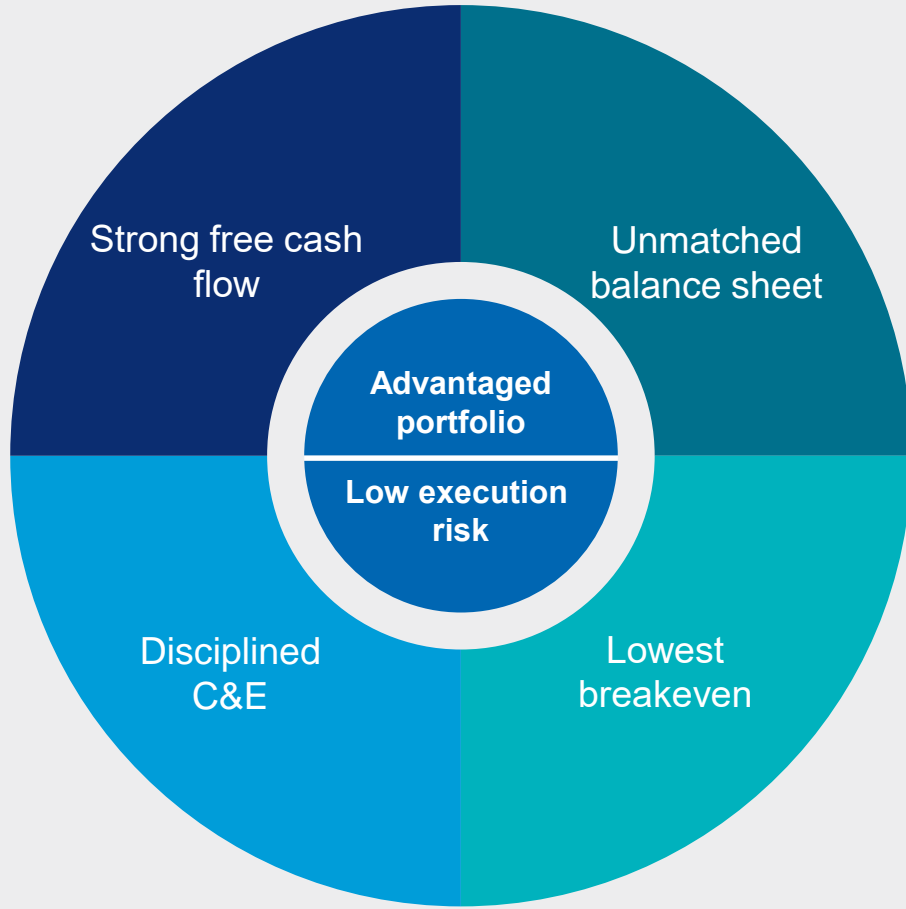 Strong free cash
flow
Unmatched
balance sheet
Advantaged
portfolio
Low execution
risk
Disciplined
C&E
Lowest
breakeven